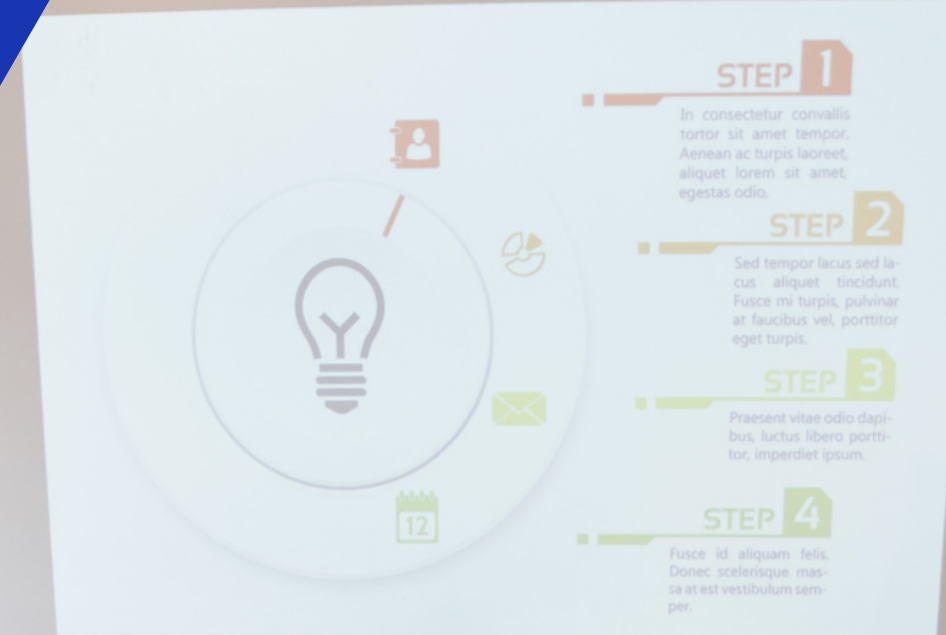 STEP 1
In consectetur convallis
tortor sit amet tempor.
Aenean ac turpis laoreet,
aliquet lorem sit amet,
egestas odio.
STEP 2
Sed tempor lacus sed la-
cus aliquet tincidunt.
Fusce mi turpis, pulvinar
at faucibus vel, porttitor
eget turpis.
STEP 3
Praesent vitae odio dapi-
bus, luctus libero portti-
tor, imperdiet ipsum.
12
STEP 4
Fusce id aliquam felis.
Donec scelerisque mas-
sa at est vestibulum sem-
per.